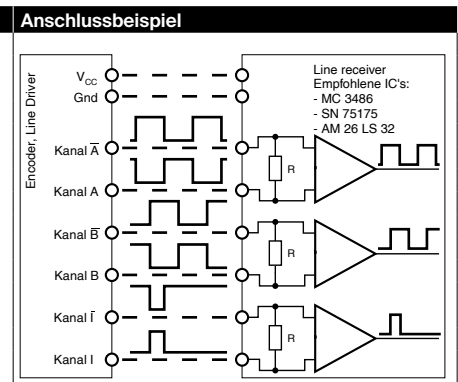 Anschlussbeispiel
Encoder, Line Driver
V_CC
Gnd
Kanal A̅
Kanal A
Kanal B̅
Kanal B
Kanal I̅
Kanal I
Line receiver
Empfohlene IC's:
- MC 3486
- SN 75175
- AM 26 LS 32
R
R
R